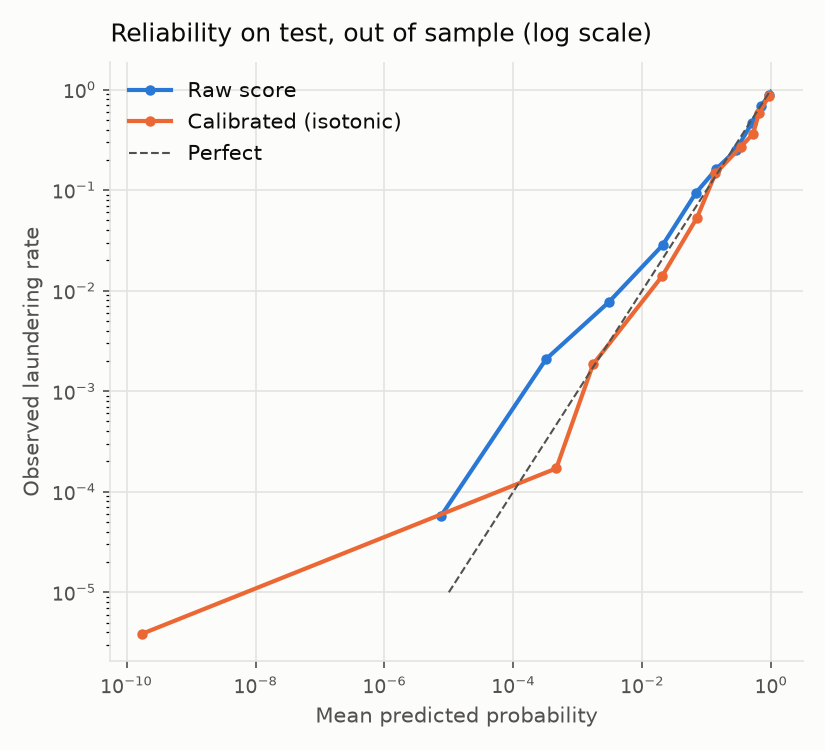 Reliability on test, out of sample (log scale)
Raw score
Calibrated (isotonic)
Perfect
10⁰
10⁻¹
10⁻²
10⁻³
10⁻⁴
10⁻⁵
Observed laundering rate
10⁻¹⁰ 10⁻⁸ 10⁻⁶ 10⁻⁴ 10⁻² 10⁰
Mean predicted probability